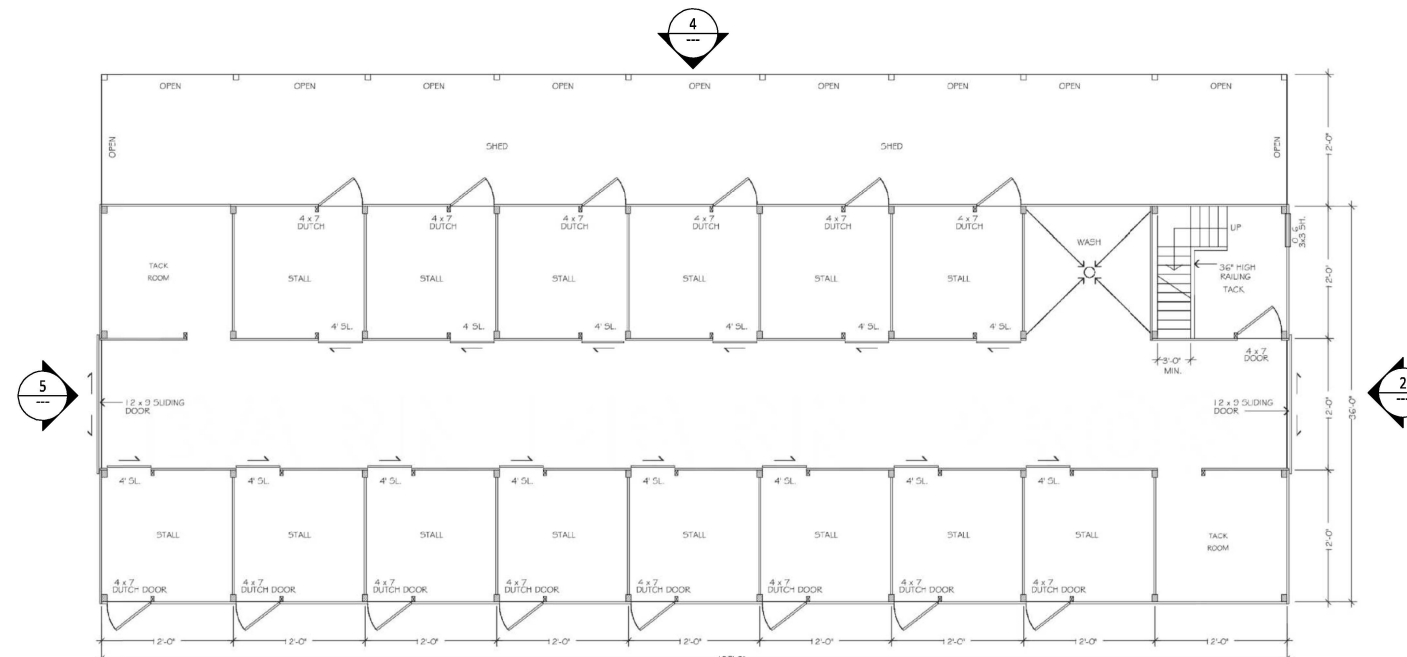 4
---
OPEN OPEN OPEN OPEN OPEN OPEN OPEN OPEN OPEN
OPEN
SHED
SHED
OPEN
12'-0"
4 x 7
DUTCH
4 x 7
DUTCH
4 x 7
DUTCH
4 x 7
DUTCH
4 x 7
DUTCH
4 x 7
DUTCH
WASH
UP
3x3 SH.
TACK
ROOM
STALL STALL STALL STALL STALL STALL
36" HIGH
RAILING
TACK
12'-0"
4' SL. 4' SL. 4' SL. 4' SL. 4' SL. 4' SL.
3'-0"
MIN.
4 x 7
DOOR
5
---
12 x 9 SLIDING
DOOR
12 x 9 SLIDING
DOOR
12'-0"
36'-0"
2
---
4' SL. 4' SL. 4' SL. 4' SL. 4' SL. 4' SL. 4' SL. 4' SL.
STALL STALL STALL STALL STALL STALL STALL STALL
TACK
ROOM
12'-0"
4 x 7
DUTCH DOOR
4 x 7
DUTCH DOOR
4 x 7
DUTCH DOOR
4 x 7
DUTCH DOOR
4 x 7
DUTCH DOOR
4 x 7
DUTCH DOOR
4 x 7
DUTCH DOOR
4 x 7
DUTCH DOOR
12'-0" 12'-0" 12'-0" 12'-0" 12'-0" 12'-0" 12'-0" 12'-0" 12'-0"